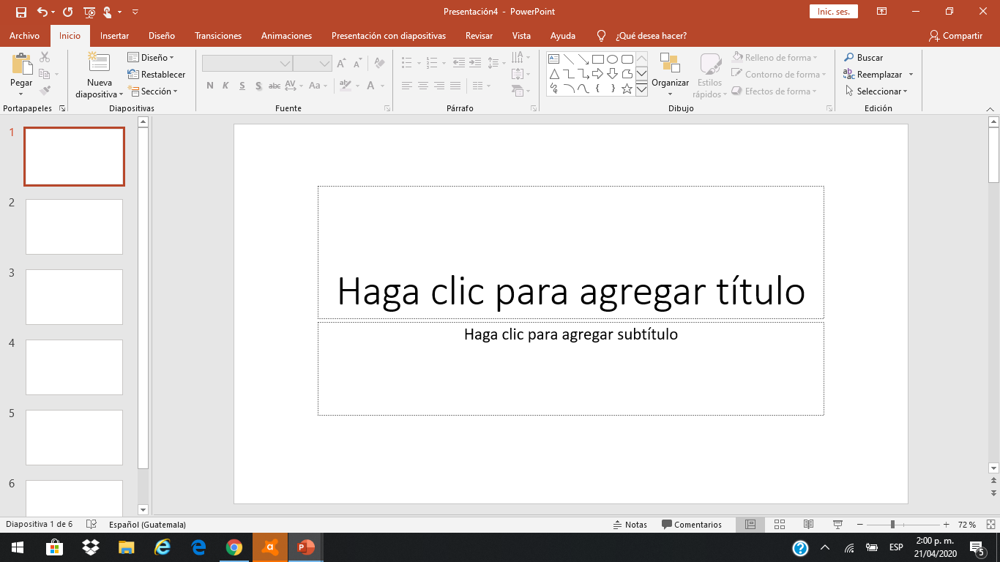 Presentación4 - PowerPoint
Inic. ses.
Archivo Inicio Insertar Diseño Transiciones Animaciones Presentación con diapositivas Revisar Vista Ayuda ¿Qué desea hacer? Compartir
Pegar
Portapapeles
Nueva diapositiva
Diseño
Restablecer
Sección
Diapositivas
N K S S abc AV Aa ab A
Fuente
Párrafo
Organizar
Estilos rápidos
Relleno de forma
Contorno de forma
Efectos de forma
Dibujo
Buscar
Reemplazar
Seleccionar
Edición
1
2
3
4
5
6
Haga clic para agregar título
Haga clic para agregar subtítulo
Diapositiva 1 de 6 Español (Guatemala) Notas Comentarios 72 %
ESP
2:00 p. m.
21/04/2020
5